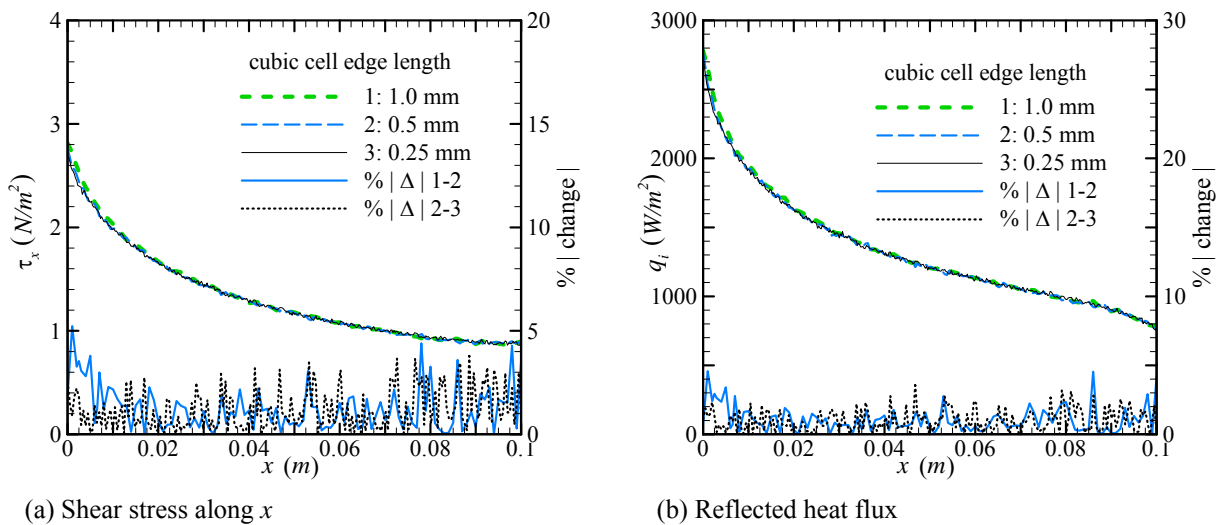 4
3
2
1
0
τx (N/m²)
20
15
10
5
0
% | change |
cubic cell edge length
1: 1.0 mm
2: 0.5 mm
3: 0.25 mm
% | Δ | 1-2
% | Δ | 2-3
0 0.02 0.04 0.06 0.08 0.1
x (m)
(a) Shear stress along x
3000
2000
1000
0
qi (W/m²)
30
20
10
0
% | change |
cubic cell edge length
1: 1.0 mm
2: 0.5 mm
3: 0.25 mm
% | Δ | 1-2
% | Δ | 2-3
0 0.02 0.04 0.06 0.08 0.1
x (m)
(b) Reflected heat flux